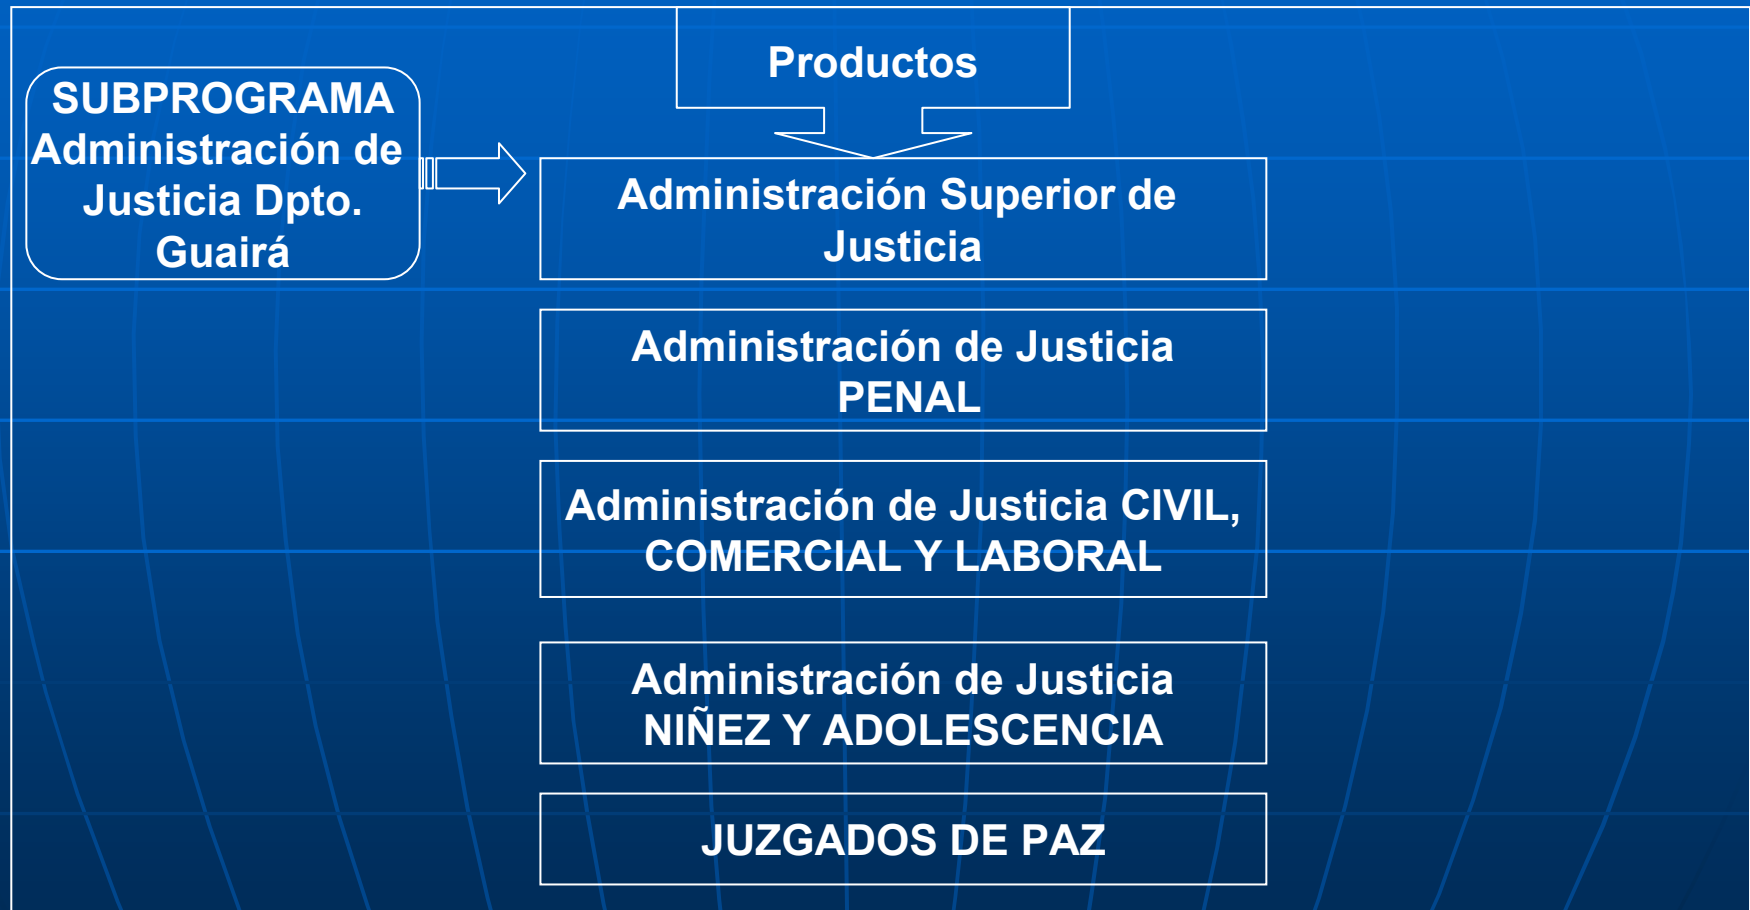 Productos
SUBPROGRAMA
Administración de
Justicia Dpto.
Guairá
Administración Superior de
Justicia
Administración de Justicia
PENAL
Administración de Justicia CIVIL,
COMERCIAL Y LABORAL
Administración de Justicia
NIÑEZ Y ADOLESCENCIA
JUZGADOS DE PAZ